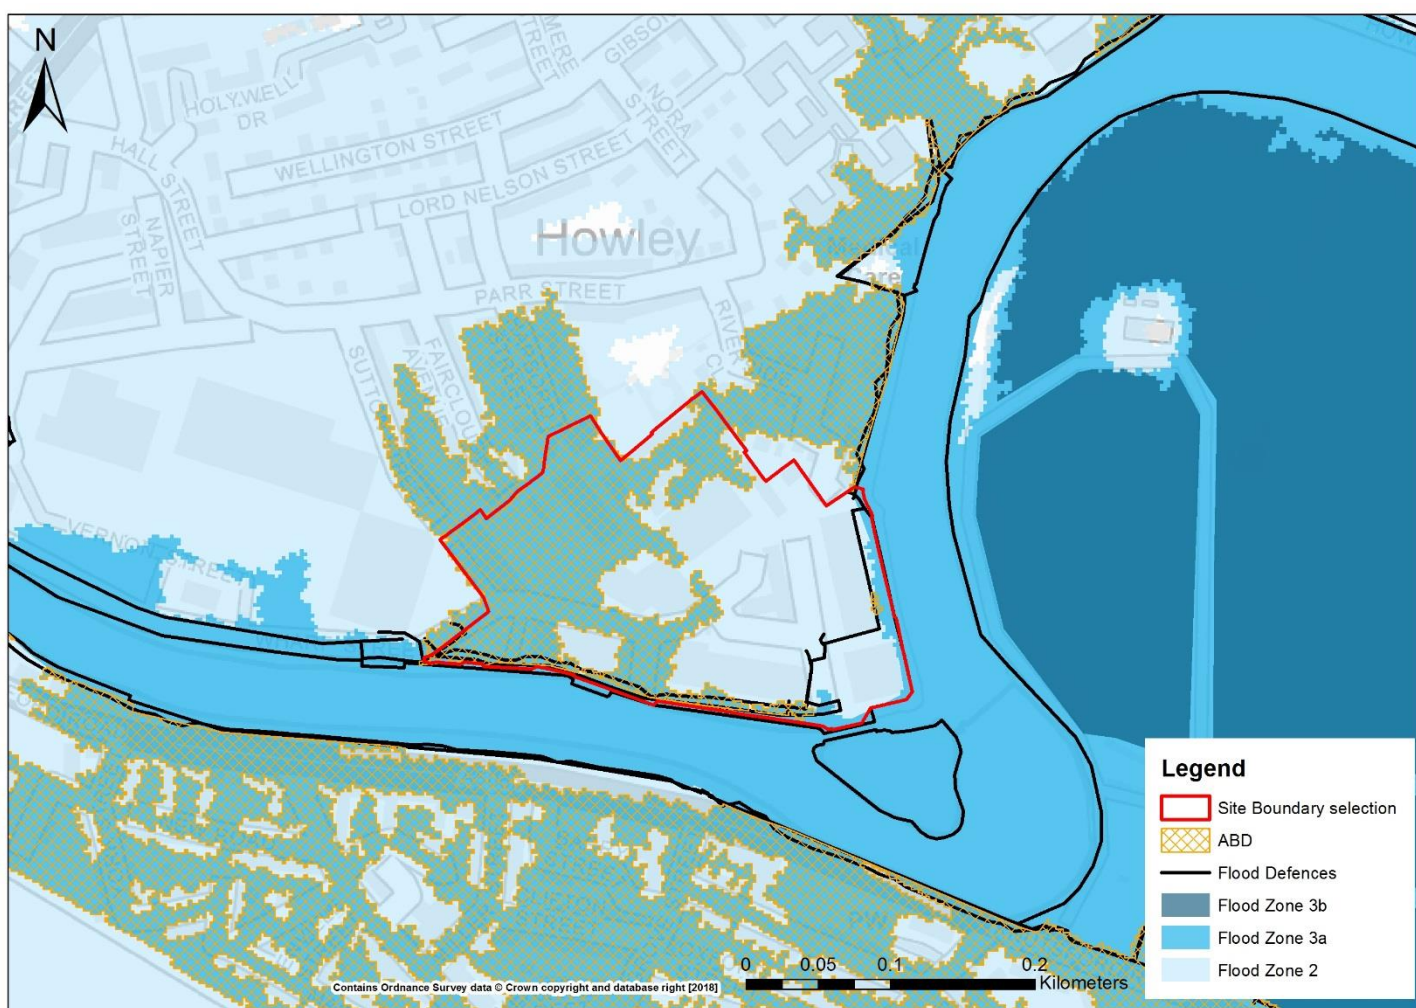 N
HOLYWELL
DR
HALL STREET
WELLINGTON STREET
NORA
STREET
GIBSON
MERE
STREET
LORD NELSON STREET
NAPIER
STREET
Howley
PARR STREET
RIVER
SUTTON
FAIRCLOUGH
AVENUE
VERNON STREET
Legend
Site Boundary selection
ABD
Flood Defences
Flood Zone 3b
Flood Zone 3a
Flood Zone 2
0 0.05 0.1 0.2
Kilometers
Contains Ordnance Survey data © Crown copyright and database right [2018]